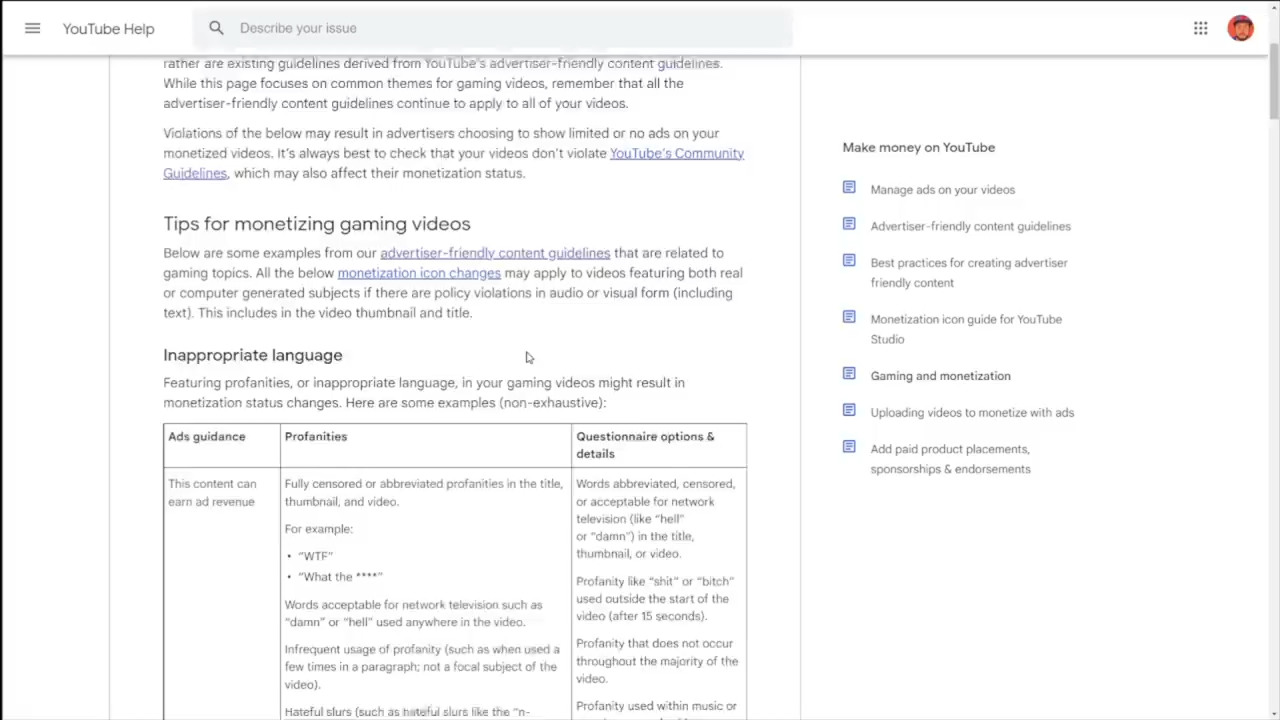 YouTube Help
Describe your issue
rather are existing guidelines derived from YouTube's advertiser-friendly content guidelines.
While this page focuses on common themes for gaming videos, remember that all the
advertiser-friendly content guidelines continue to apply to all of your videos.
Violations of the below may result in advertisers choosing to show limited or no ads on your
monetized videos. It's always best to check that your videos don't violate YouTube's Community
Guidelines, which may also affect their monetization status.
Tips for monetizing gaming videos
Below are some examples from our advertiser-friendly content guidelines that are related to
gaming topics. All the below monetization icon changes may apply to videos featuring both real
or computer generated subjects if there are policy violations in audio or visual form (including
text). This includes in the video thumbnail and title.
Inappropriate language
Featuring profanities, or inappropriate language, in your gaming videos might result in
monetization status changes. Here are some examples (non-exhaustive):
Ads guidance
Profanities
Questionnaire options &
details
This content can
earn ad revenue
Fully censored or abbreviated profanities in the title,
thumbnail, and video.
For example:
• "WTF"
• "What the ****"
Words acceptable for network television such as
"damn" or "hell" used anywhere in the video.
Infrequent usage of profanity (such as when used a
few times in a paragraph; not a focal subject of the
video).
Hateful slurs (such as hateful slurs like the "n-
Words abbreviated, censored,
or acceptable for network
television (like "hell"
or "damn") in the title,
thumbnail, or video.
Profanity like "shit" or "bitch"
used outside the start of the
video (after 15 seconds).
Profanity that does not occur
throughout the majority of the
video.
Profanity used within music or
Make money on YouTube
Manage ads on your videos
Advertiser-friendly content guidelines
Best practices for creating advertiser
friendly content
Monetization icon guide for YouTube
Studio
Gaming and monetization
Uploading videos to monetize with ads
Add paid product placements,
sponsorships & endorsements